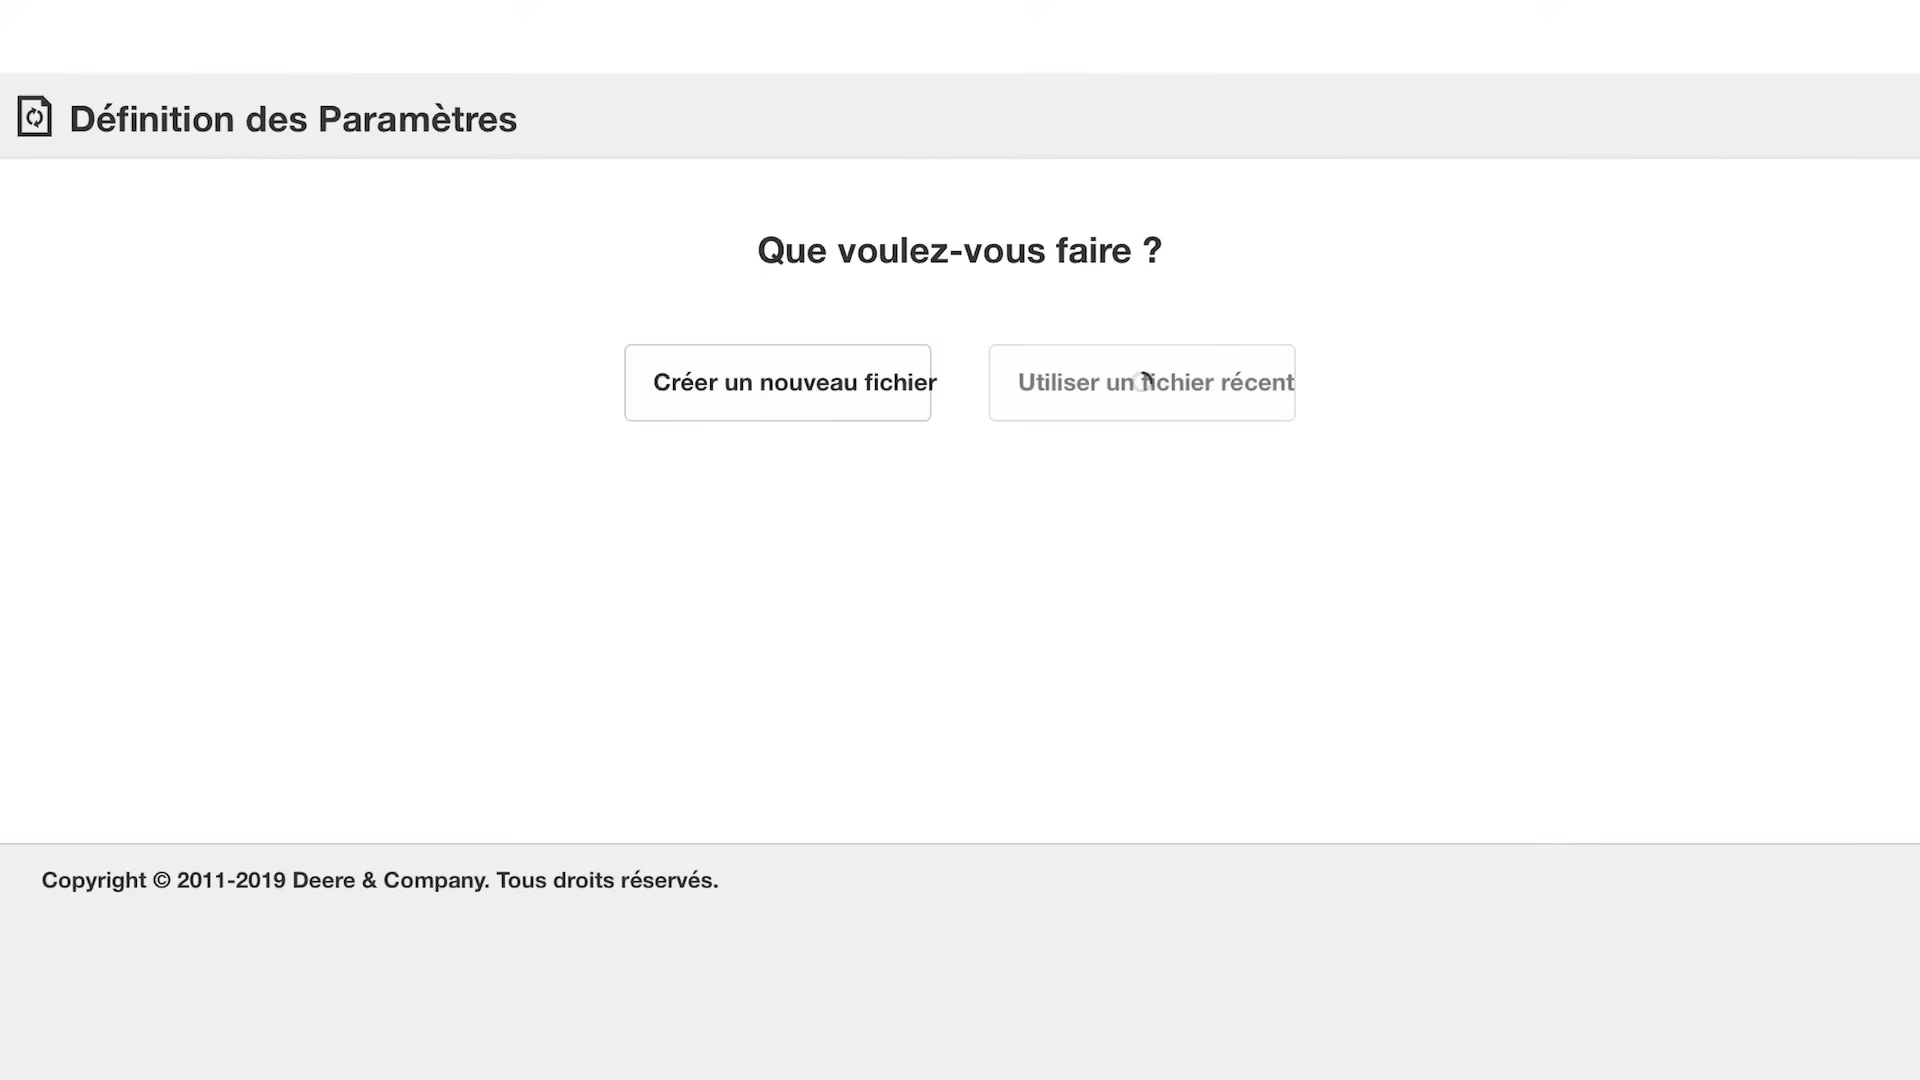 Définition des Paramètres
Que voulez-vous faire ?
Créer un nouveau fichier
Utiliser un fichier récent
Copyright © 2011-2019 Deere & Company. Tous droits réservés.